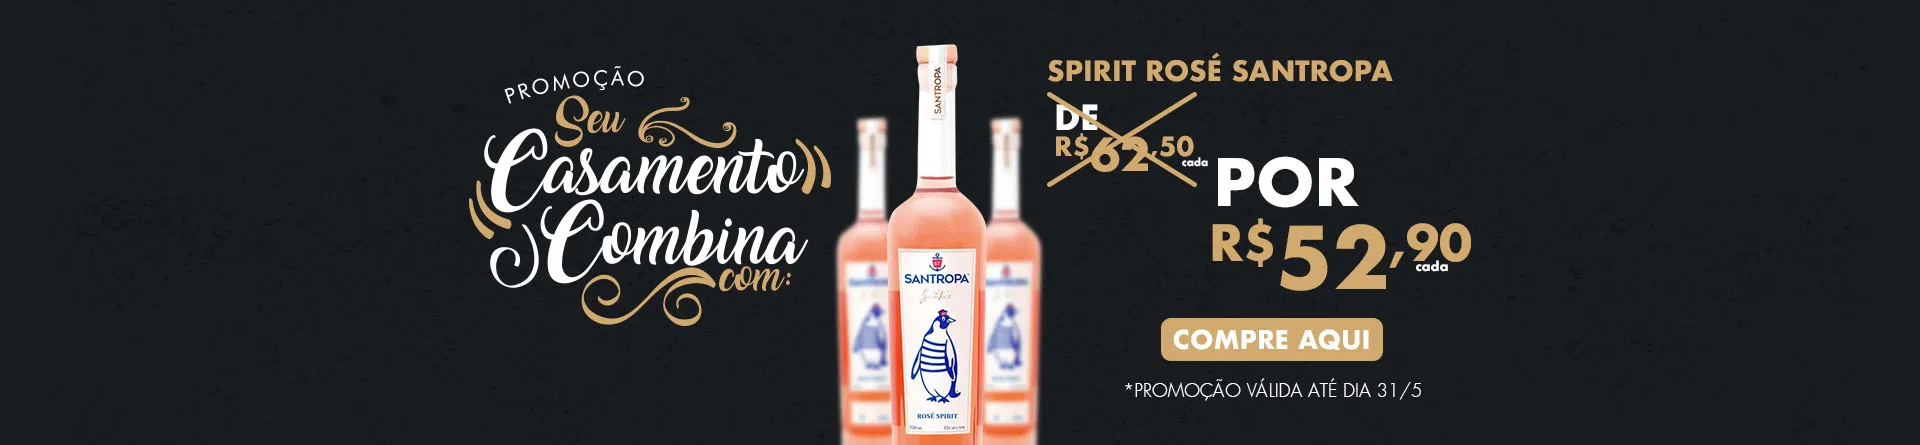 PROMOÇÃO
Seu
Casamento
Combina
com:
SANTROPA
SANTROPA
ROSÉ SPIRIT
SPIRIT ROSÉ SANTROPA
DE
R$62,50
cada
POR
R$52,90
cada
COMPRE AQUI
*PROMOÇÃO VÁLIDA ATÉ DIA 31/5